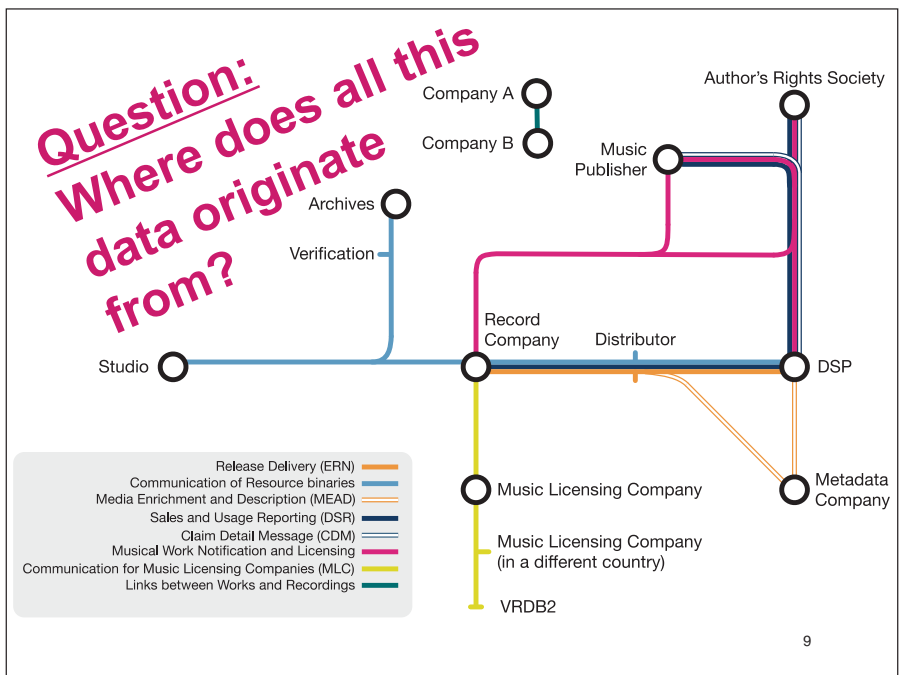 Question:
Where does all this
data originate
from?
Company A
Company B
Author's Rights Society
Music
Publisher
Archives
Verification
Record
Company
Distributor
Studio
DSP
Release Delivery (ERN)
Communication of Resource binaries
Media Enrichment and Description (MEAD)
Sales and Usage Reporting (DSR)
Claim Detail Message (CDM)
Musical Work Notification and Licensing
Communication for Music Licensing Companies (MLC)
Links between Works and Recordings
Music Licensing Company
Metadata
Company
Music Licensing Company
(in a different country)
VRDB2
9